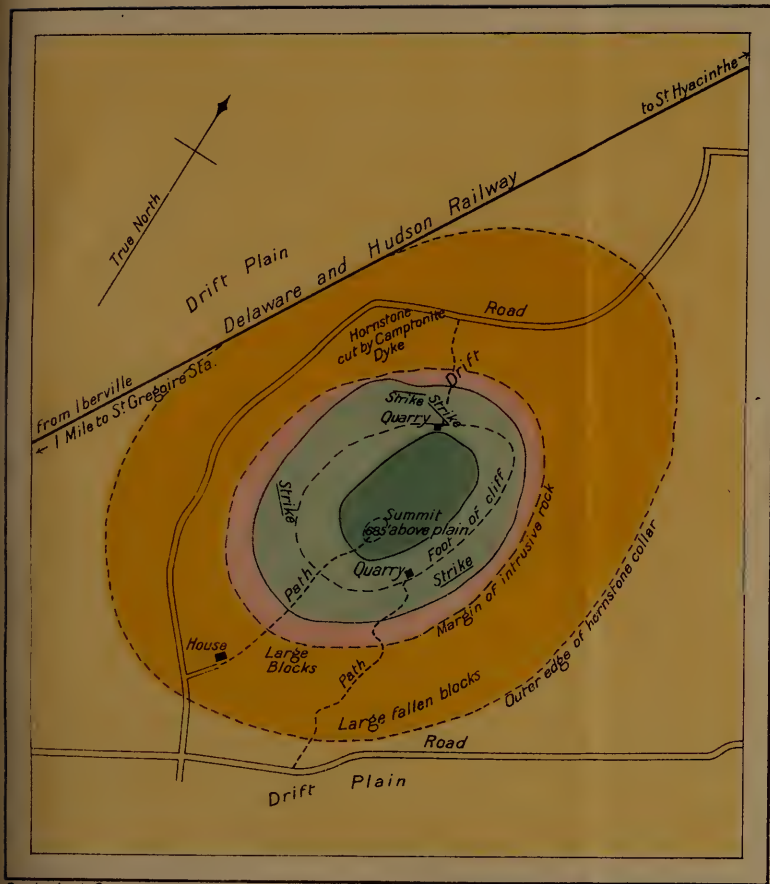 to St. Hyacinthe
True North
Drift Plain
Delaware and Hudson Railway
Road
Hornstone
cut by Camptonite
Dyke
Drift
from Iberville
1 Mile to St Gregoire Sta.
Strike
Strike
Quarry
Strike
Summit
above plain
Foot of cliff
Quarry
Strike
Path
Margin of intrusive rock
House
Large
Blocks
Path
Outer edge of hornstone collar
Large fallen blocks
Road
Drift Plain